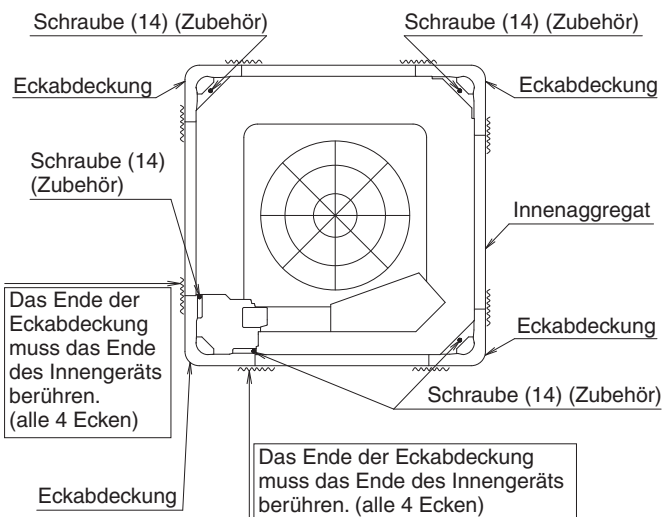 Schraube (14) (Zubehör)
Schraube (14) (Zubehör)
Eckabdeckung
Eckabdeckung
Schraube (14)
(Zubehör)
Innenaggregat
Das Ende der
Eckabdeckung
muss das Ende
des Innengeräts
berühren.
(alle 4 Ecken)
Eckabdeckung
Schraube (14) (Zubehör)
Das Ende der Eckabdeckung
muss das Ende des Innengeräts
berühren. (alle 4 Ecken)
Eckabdeckung